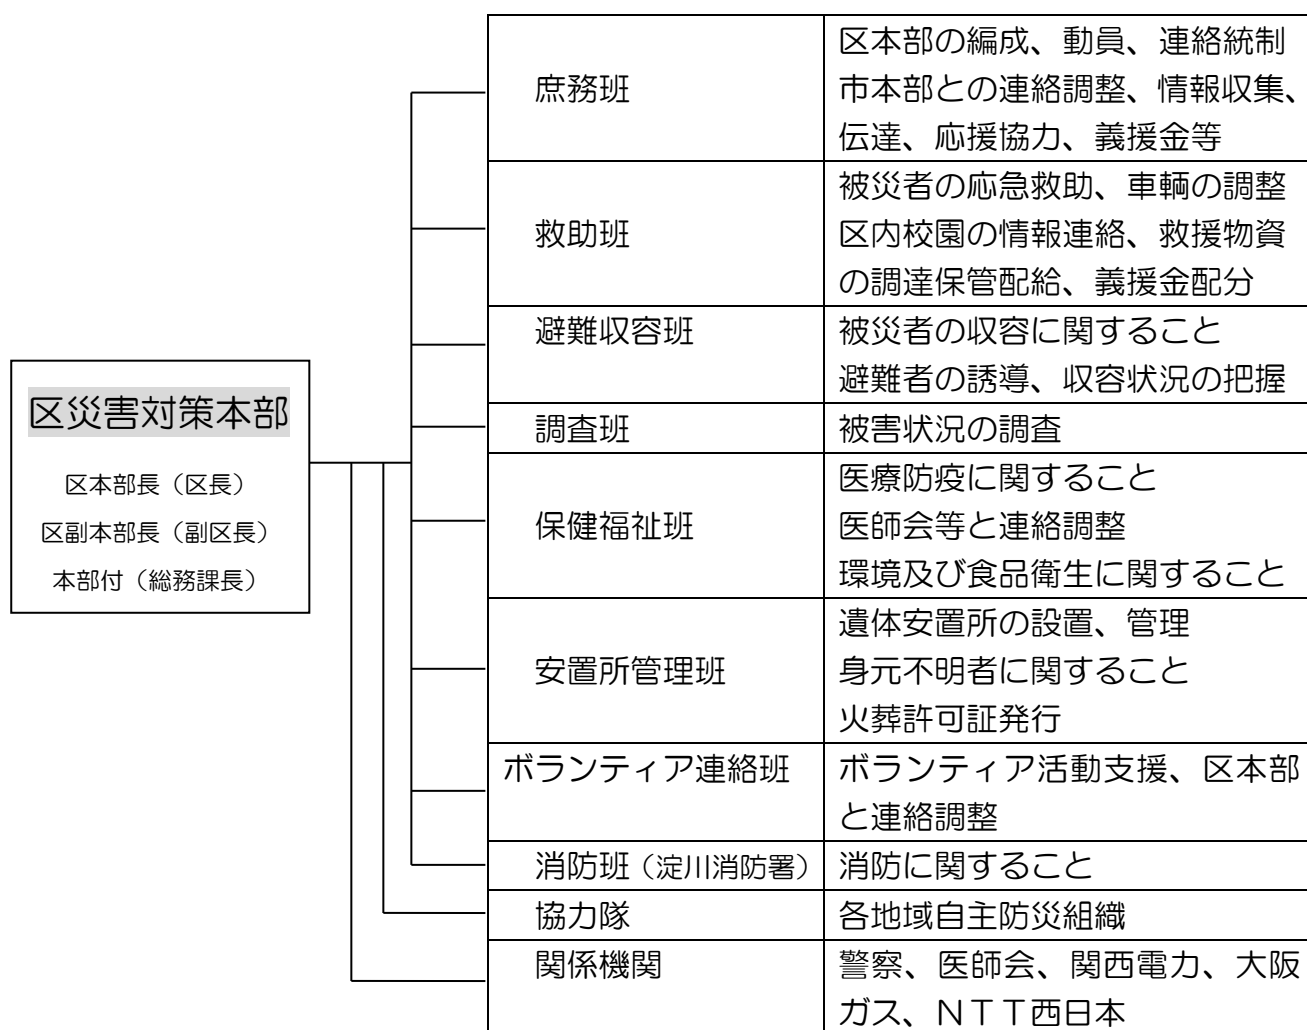 区災害対策本部
区本部長（区長）
区副本部長（副区長）
本部付（総務課長）
庶務班
区本部の編成、動員、連絡統制
市本部との連絡調整、情報収集、
伝達、応援協力、義援金等
救助班
被災者の応急救助、車輌の調整
区内校園の情報連絡、救援物資
の調達保管配給、義援金配分
避難収容班
被災者の収容に関すること
避難者の誘導、収容状況の把握
調査班
被害状況の調査
保健福祉班
医療防疫に関すること
医師会等と連絡調整
環境及び食品衛生に関すること
安置所管理班
遺体安置所の設置、管理
身元不明者に関すること
火葬許可証発行
ボランティア連絡班
ボランティア活動支援、区本部
と連絡調整
消防班（淀川消防署）
消防に関すること
協力隊
各地域自主防災組織
関係機関
警察、医師会、関西電力、大阪
ガス、ＮＴＴ西日本